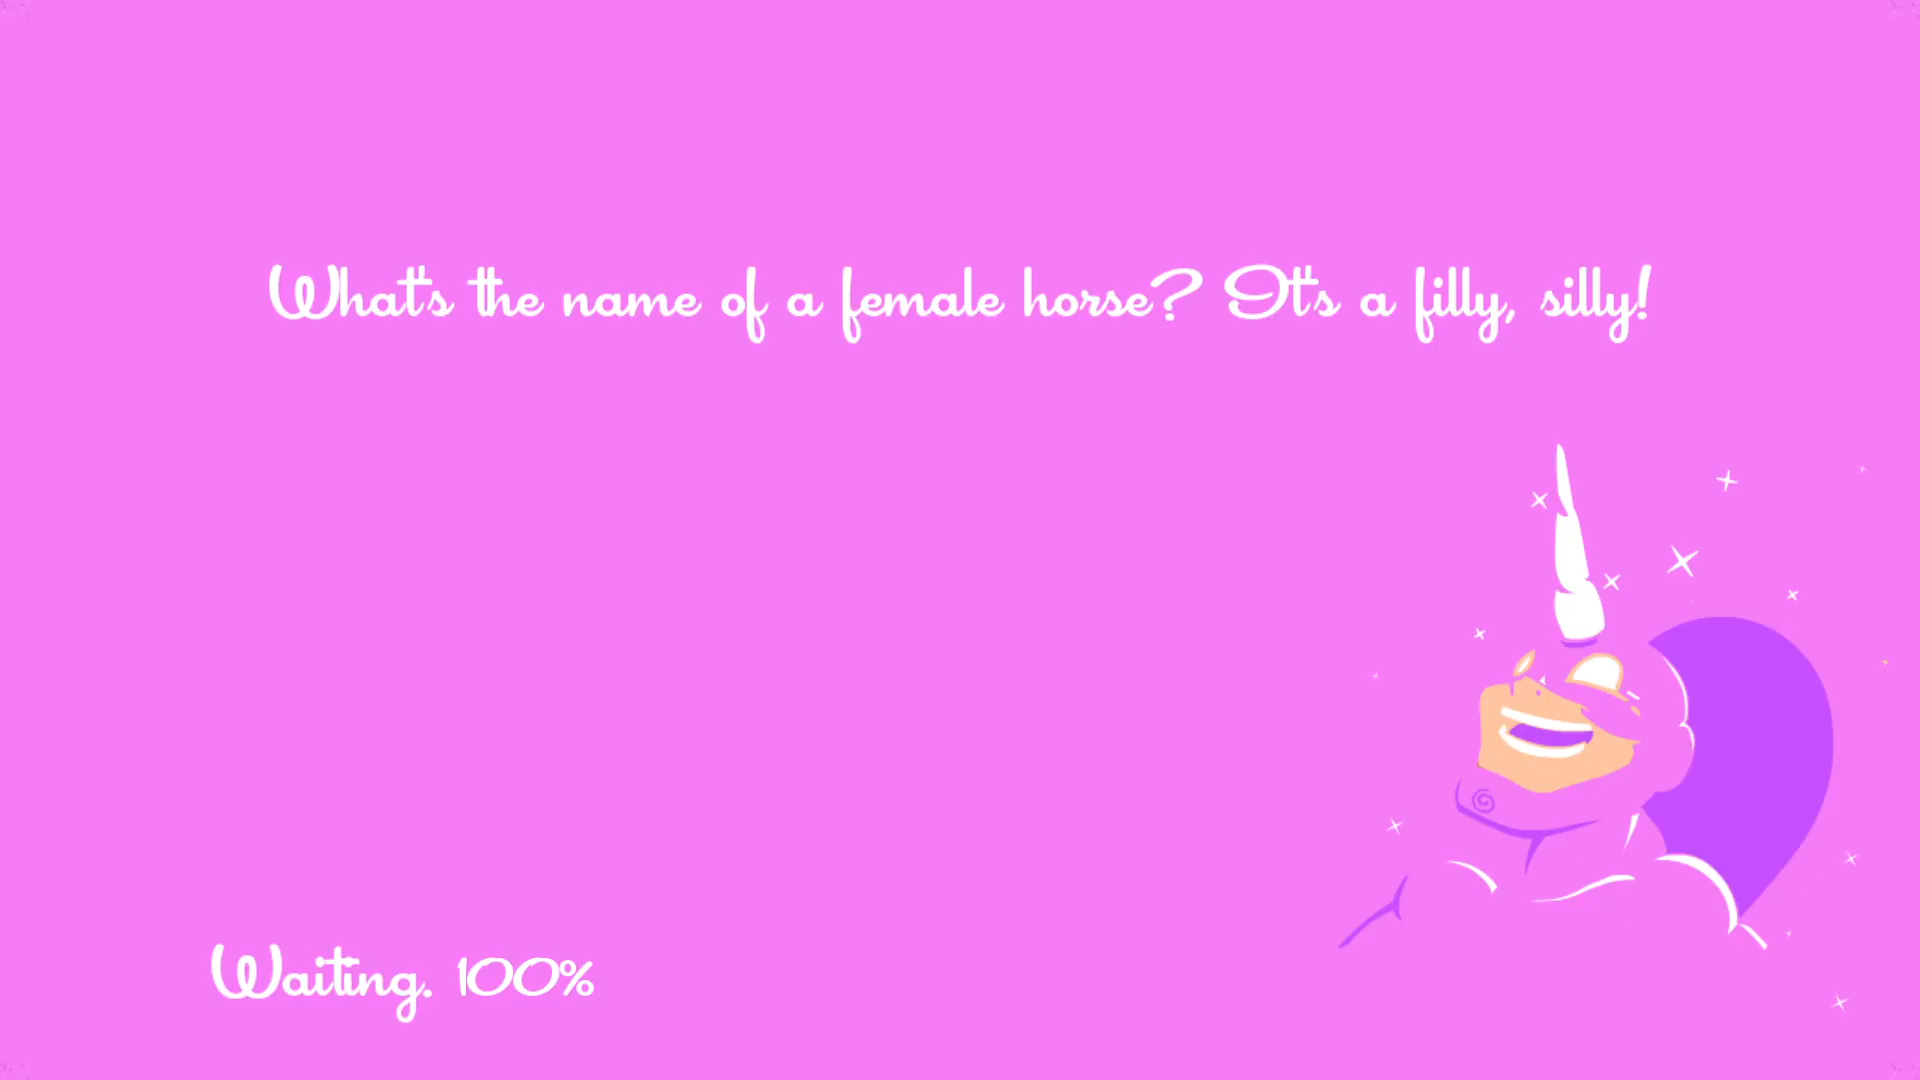 What's the name of a female horse? It's a filly, silly!
Waiting. 100%